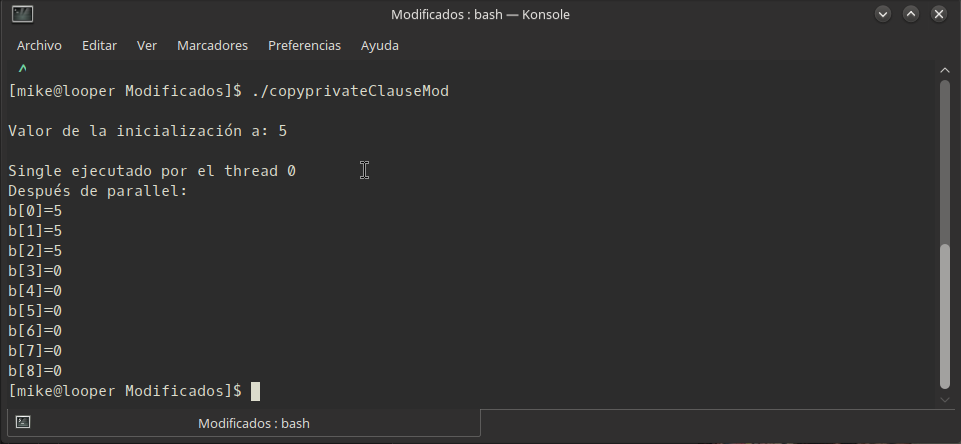 Modificados : bash — Konsole
Archivo Editar Ver Marcadores Preferencias Ayuda
^
[mike@looper Modificados]$ ./copyprivateClauseMod
Valor de la inicialización a: 5
Single ejecutado por el thread 0
Después de parallel:
b[0]=5
b[1]=5
b[2]=5
b[3]=0
b[4]=0
b[5]=0
b[6]=0
b[7]=0
b[8]=0
[mike@looper Modificados]$
Modificados : bash